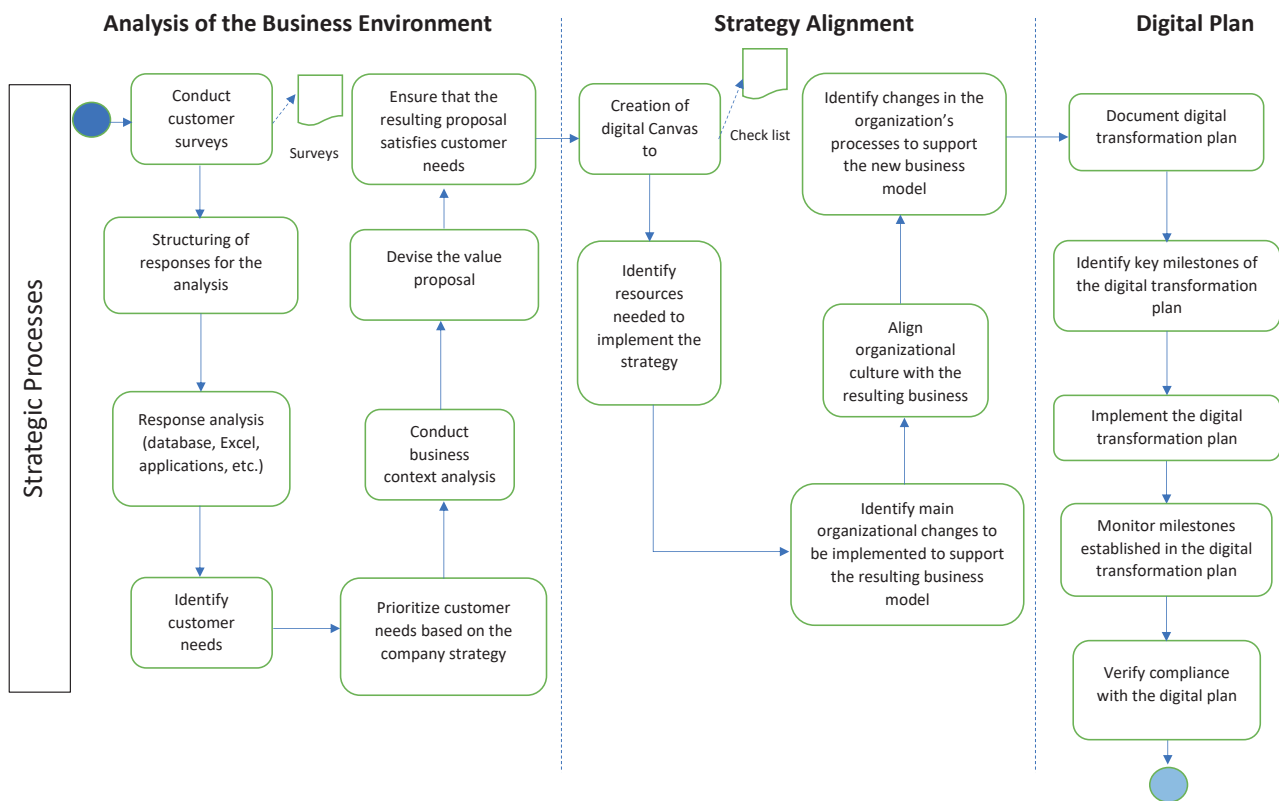 Analysis of the Business Environment
Strategy Alignment
Digital Plan
Strategic Processes
Conduct
customer
surveys
Surveys
Structuring of
responses for the
analysis
Response analysis
(database, Excel,
applications, etc.)
Identify
customer
needs
Prioritize customer
needs based on the
company strategy
Conduct
business
context analysis
Devise the value
proposal
Ensure that the
resulting proposal
satisfies customer
needs
Creation of
digital Canvas
to
Check list
Identify
resources
needed to
implement the
strategy
Identify main
organizational changes to
be implemented to support
the resulting business
model
Align
organizational
culture with the
resulting business
Identify changes in the
organization's
processes to support
the new business
model
Document digital
transformation plan
Identify key milestones of
the digital transformation
plan
Implement the digital
transformation plan
Monitor milestones
established in the digital
transformation plan
Verify compliance
with the digital plan